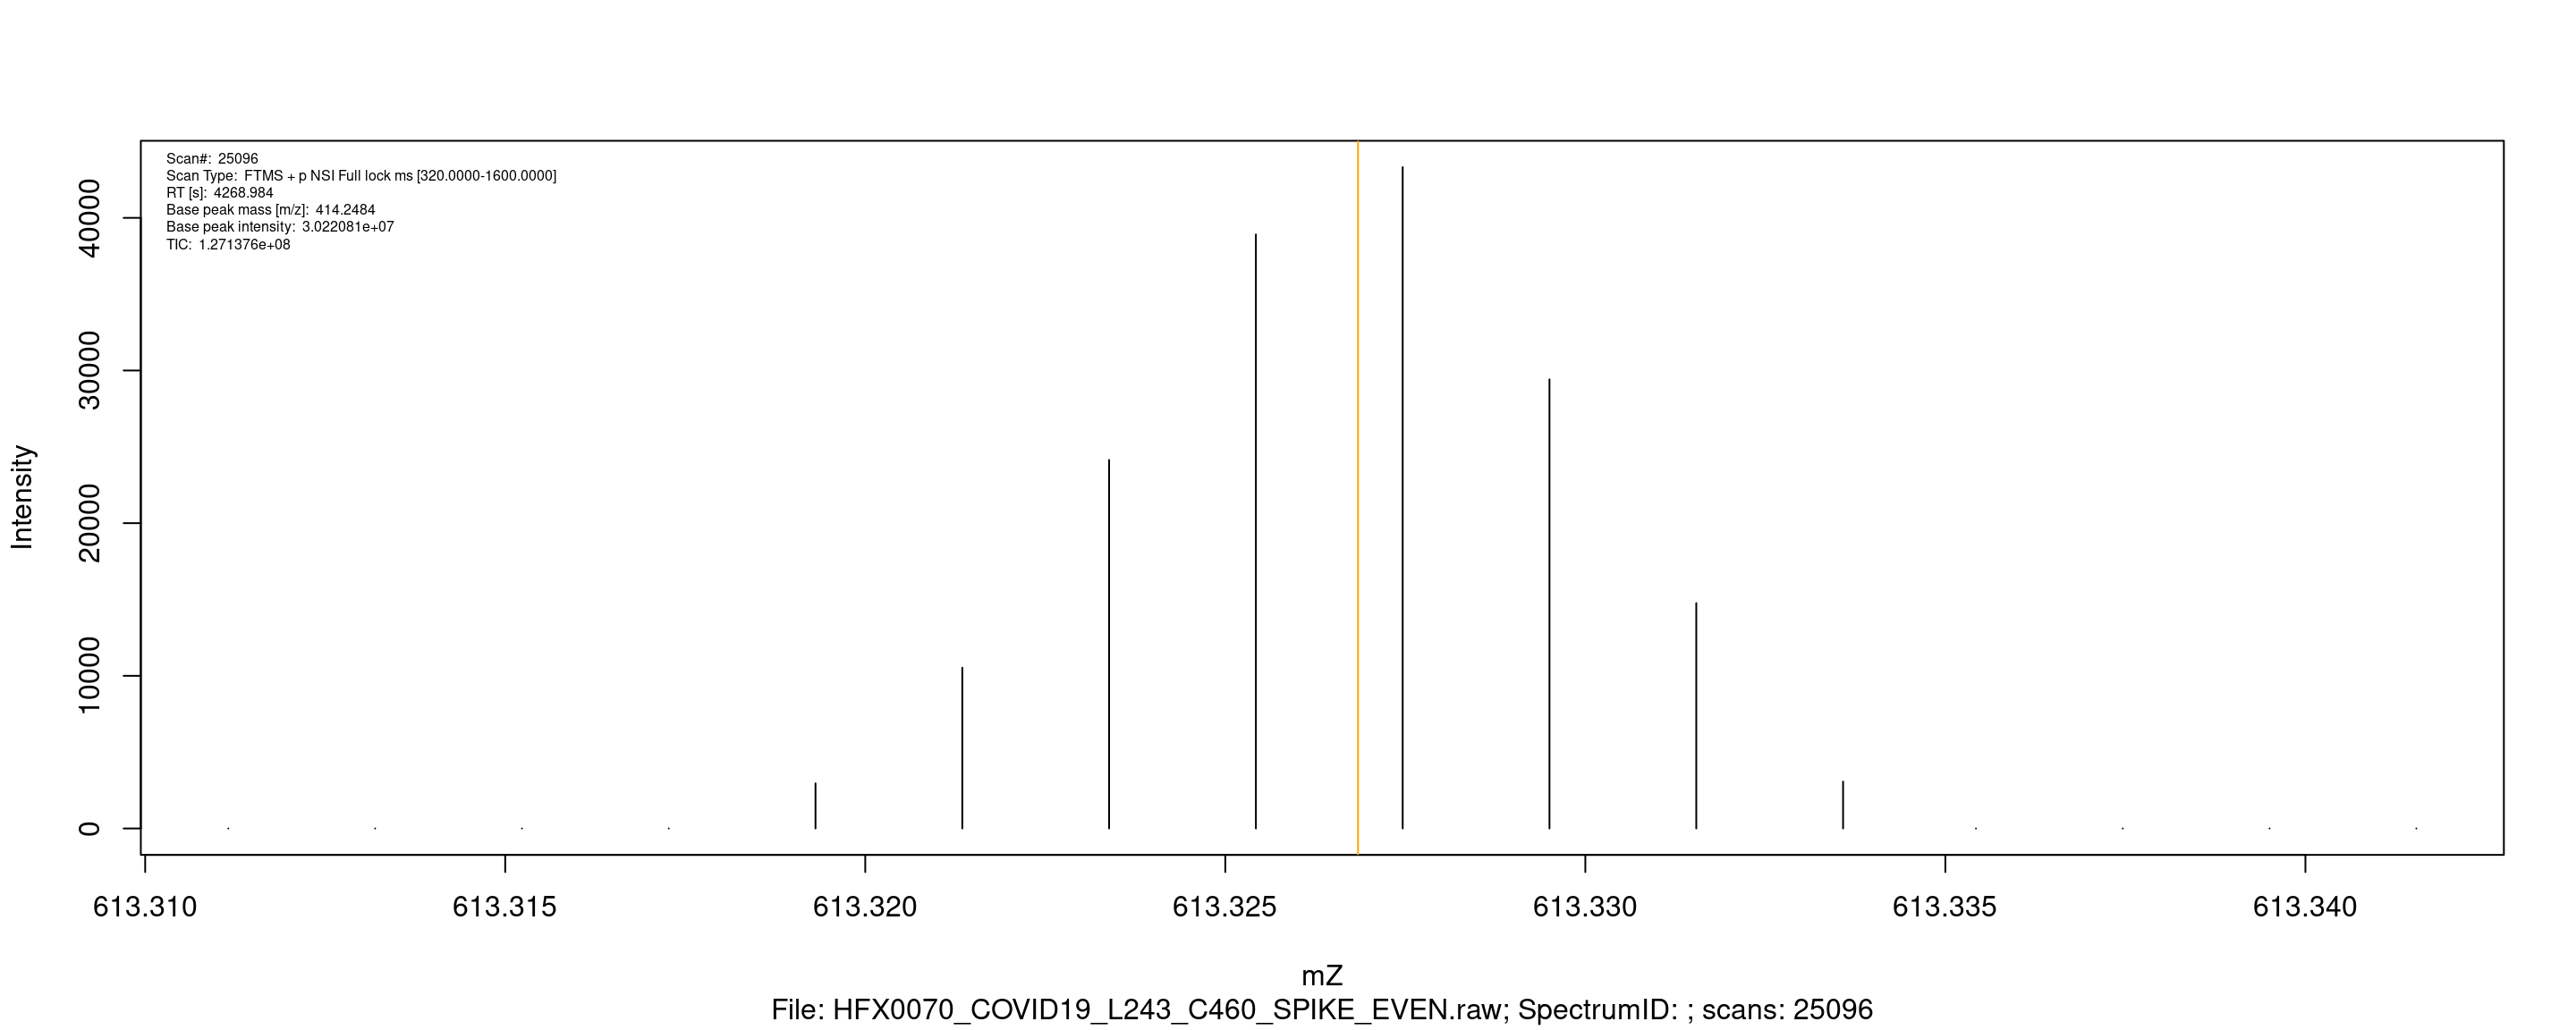 Scan#: 25096
Scan Type: FTMS + p NSI Full lock ms [320.0000-1600.0000]
RT [s]: 4268.984
Base peak mass [m/z]: 414.2484
Base peak intensity: 3.022081e+07
TIC: 1.271376e+08
Intensity
40000
30000
20000
10000
0
613.310 613.315 613.320 613.325 613.330 613.335 613.340
mZ
File: HFX0070_COVID19_L243_C460_SPIKE_EVEN.raw; SpectrumID: ; scans: 25096